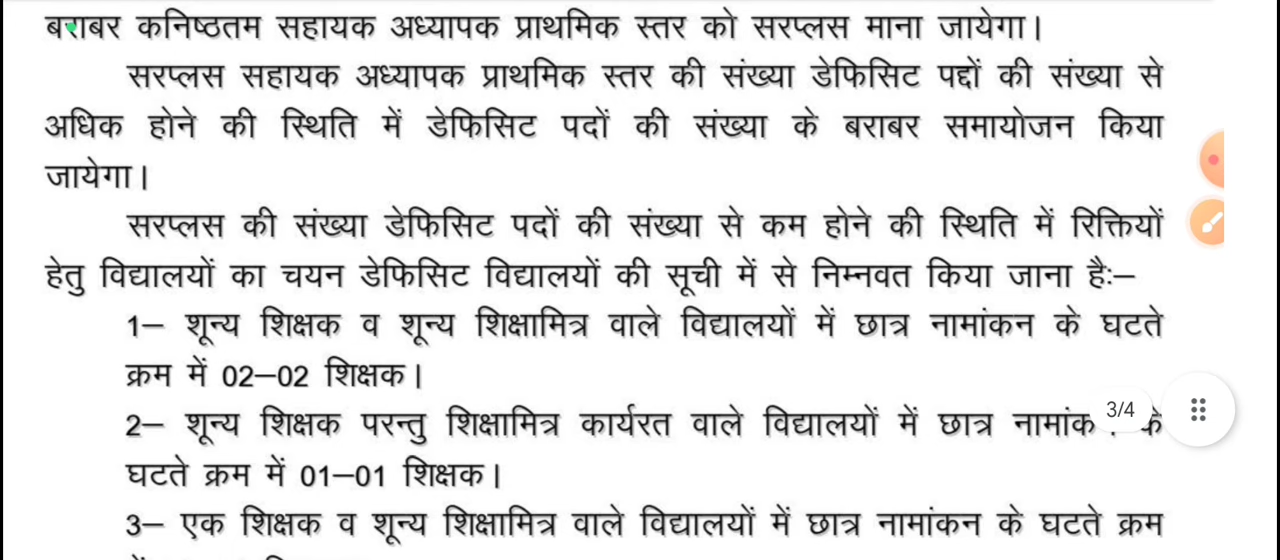 बराबर कनिष्ठतम सहायक अध्यापक प्राथमिक स्तर को सरप्लस माना जायेगा।
सरप्लस सहायक अध्यापक प्राथमिक स्तर की संख्या डेफिसिट पद्दों की संख्या से
अधिक होने की स्थिति में डेफिसिट पदों की संख्या के बराबर समायोजन किया
जायेगा।
सरप्लस की संख्या डेफिसिट पदों की संख्या से कम होने की स्थिति में रिक्तियों
हेतु विद्यालयों का चयन डेफिसिट विद्यालयों की सूची में से निम्नवत किया जाना हैः–
1– शून्य शिक्षक व शून्य शिक्षामित्र वाले विद्यालयों में छात्र नामांकन के घटते
क्रम में 02–02 शिक्षक।
2– शून्य शिक्षक परन्तु शिक्षामित्र कार्यरत वाले विद्यालयों में छात्र के
3/4
घटते क्रम में 01–01 शिक्षक।
3– एक शिक्षक व शून्य शिक्षामित्र वाले विद्यालयों में छात्र नामांकन के घटते क्रम